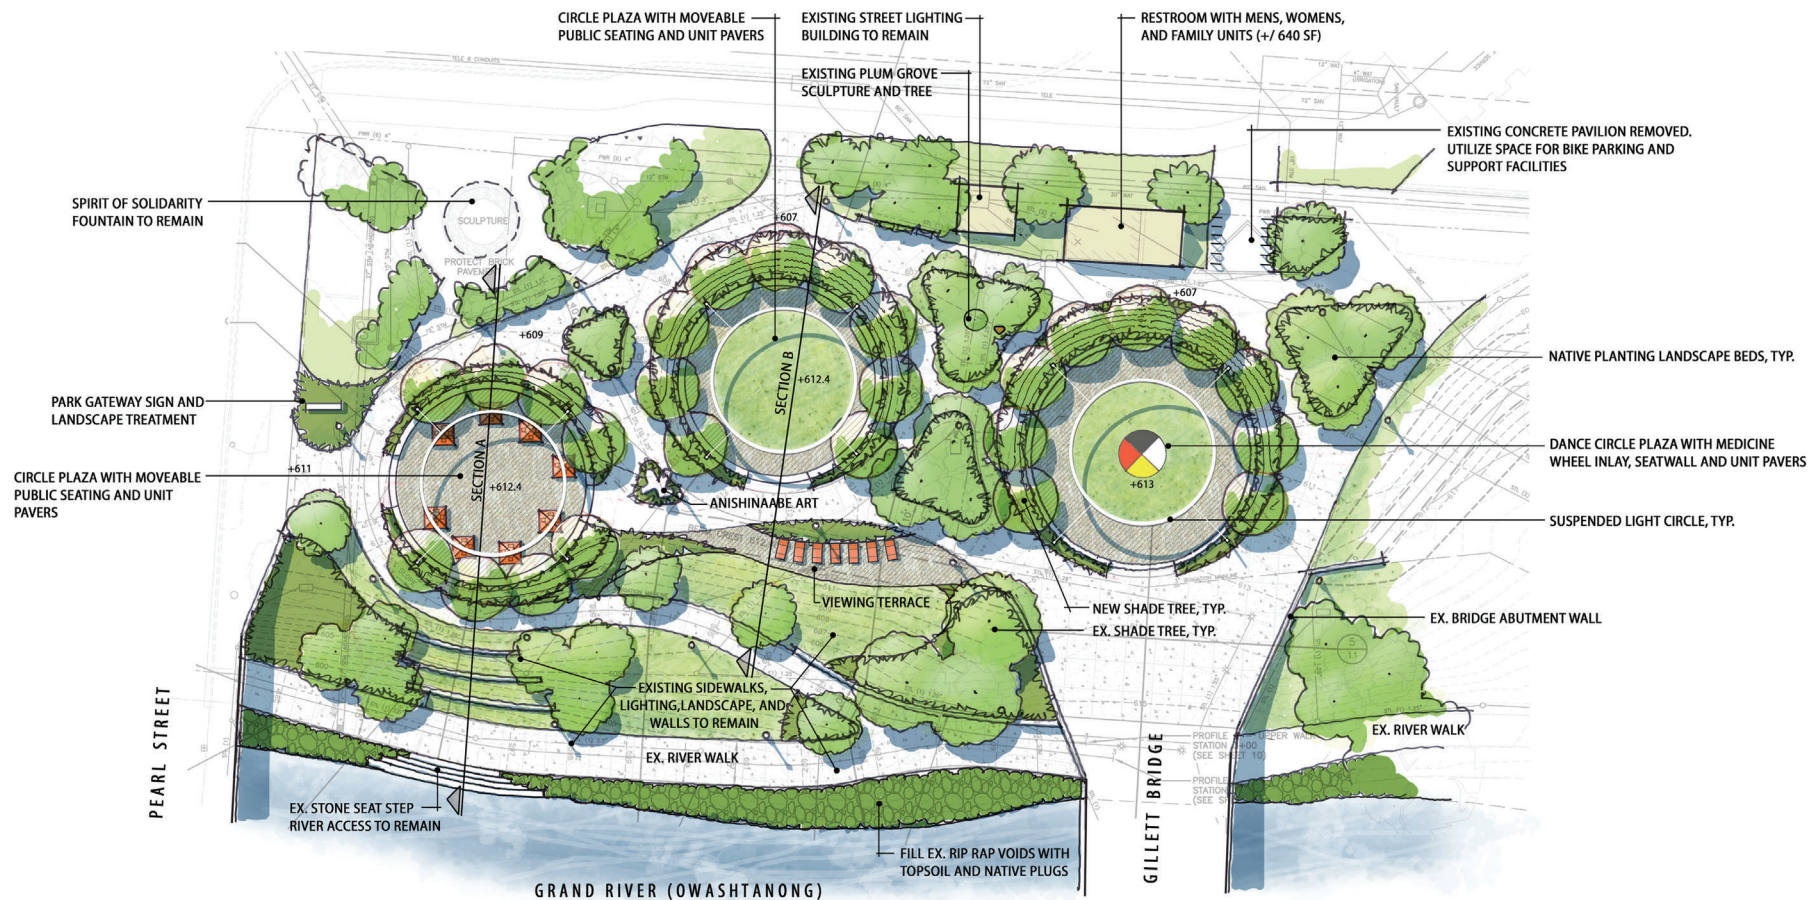 CIRCLE PLAZA WITH MOVEABLE
PUBLIC SEATING AND UNIT PAVERS
EXISTING STREET LIGHTING
BUILDING TO REMAIN
RESTROOM WITH MENS, WOMENS,
AND FAMILY UNITS (+/ 640 SF)
EXISTING PLUM GROVE
SCULPTURE AND TREE
EXISTING CONCRETE PAVILION REMOVED.
UTILIZE SPACE FOR BIKE PARKING AND
SUPPORT FACILITIES
TELE & CONDUITS
SPIRIT OF SOLIDARITY
FOUNTAIN TO REMAIN
SCULPTURE
PROTECT BRICK
+607
+607
+609
SECTION B
+612.4
NATIVE PLANTING LANDSCAPE BEDS, TYP.
PARK GATEWAY SIGN AND
LANDSCAPE TREATMENT
DANCE CIRCLE PLAZA WITH MEDICINE
WHEEL INLAY, SEATWALL AND UNIT PAVERS
+611
CIRCLE PLAZA WITH MOVEABLE
PUBLIC SEATING AND UNIT
PAVERS
SECTION A
+612.4
+613
ANISHINAABE ART
SUSPENDED LIGHT CIRCLE, TYP.
VIEWING TERRACE
NEW SHADE TREE, TYP.
EX. SHADE TREE, TYP.
EX. BRIDGE ABUTMENT WALL
EXISTING SIDEWALKS,
LIGHTING,LANDSCAPE, AND
WALLS TO REMAIN
EX. RIVER WALK
EX. RIVER WALK
PEARL STREET
GILLETT BRIDGE
EX. STONE SEAT STEP
RIVER ACCESS TO REMAIN
FILL EX. RIP RAP VOIDS WITH
TOPSOIL AND NATIVE PLUGS
GRAND RIVER (OWASHTANONG)